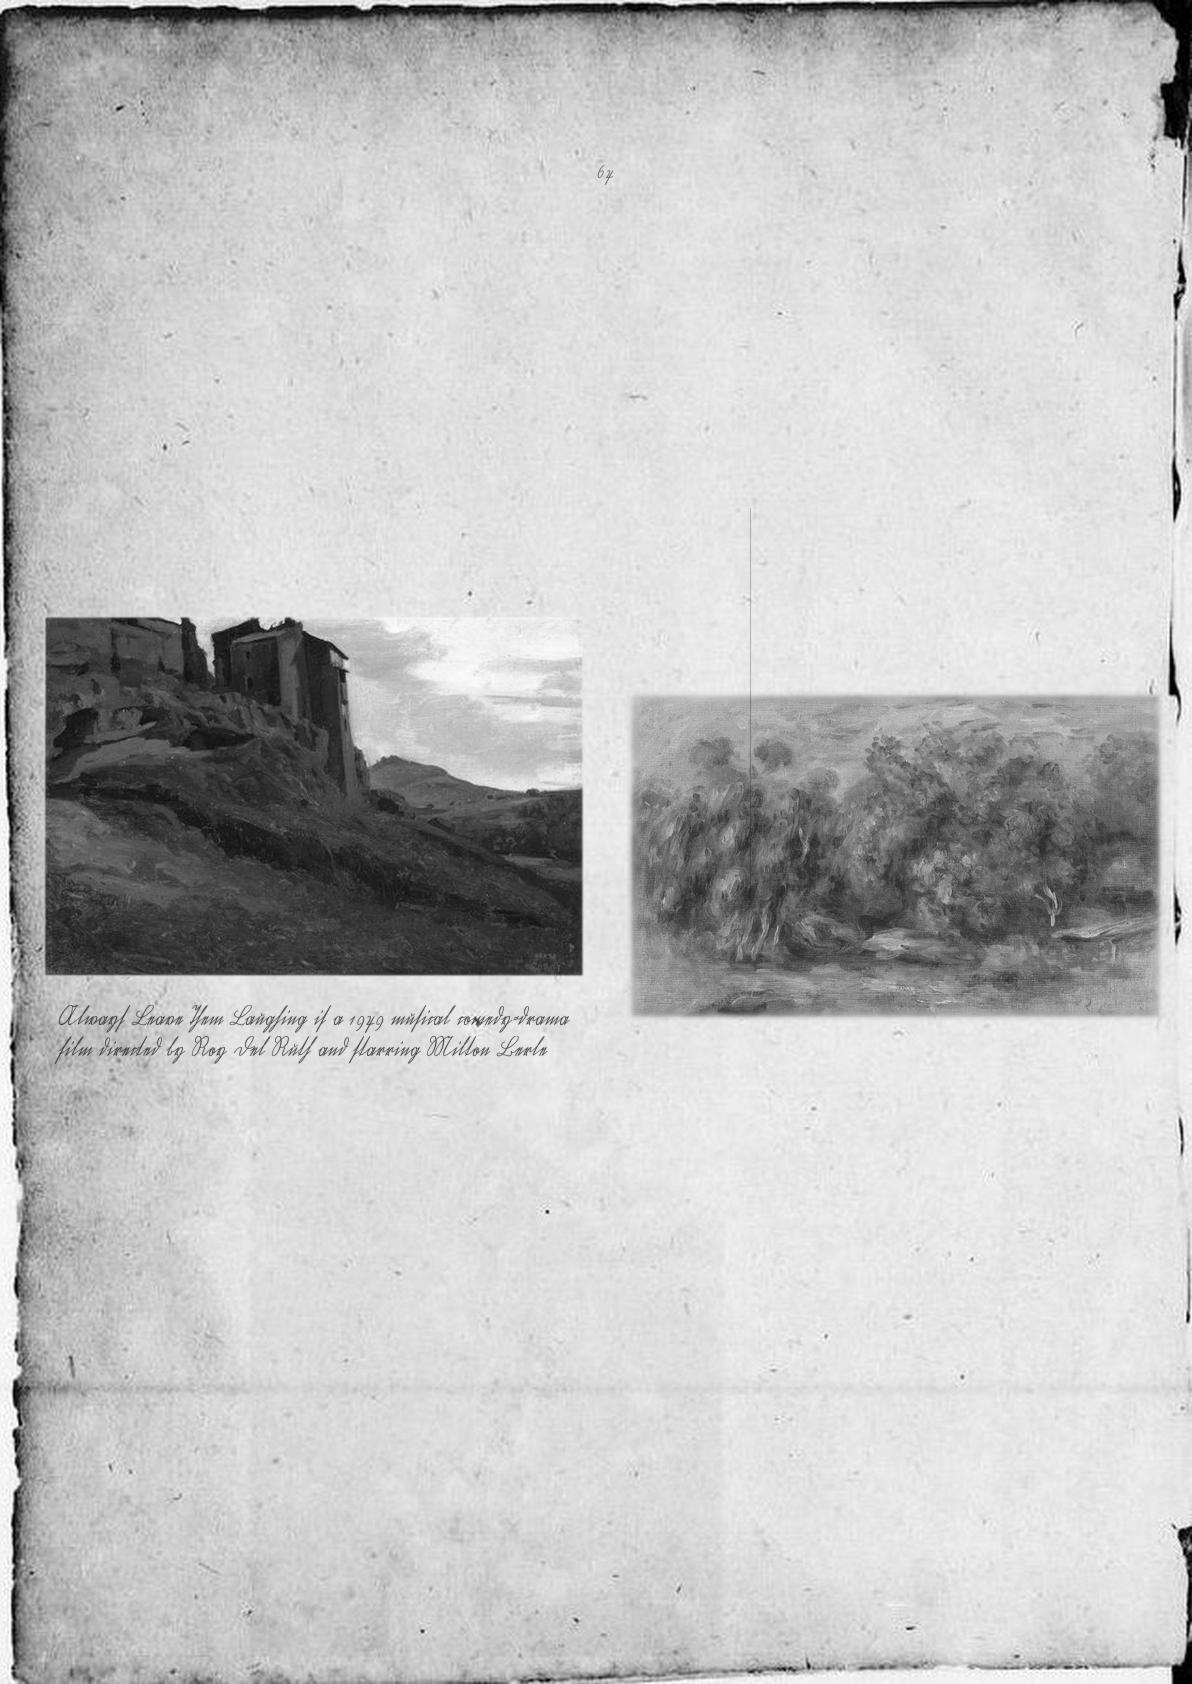 64
Always Leave Them Laughing is a 1949 musical comedy-drama
film directed by Roy Del Ruth and starring Milton Berle